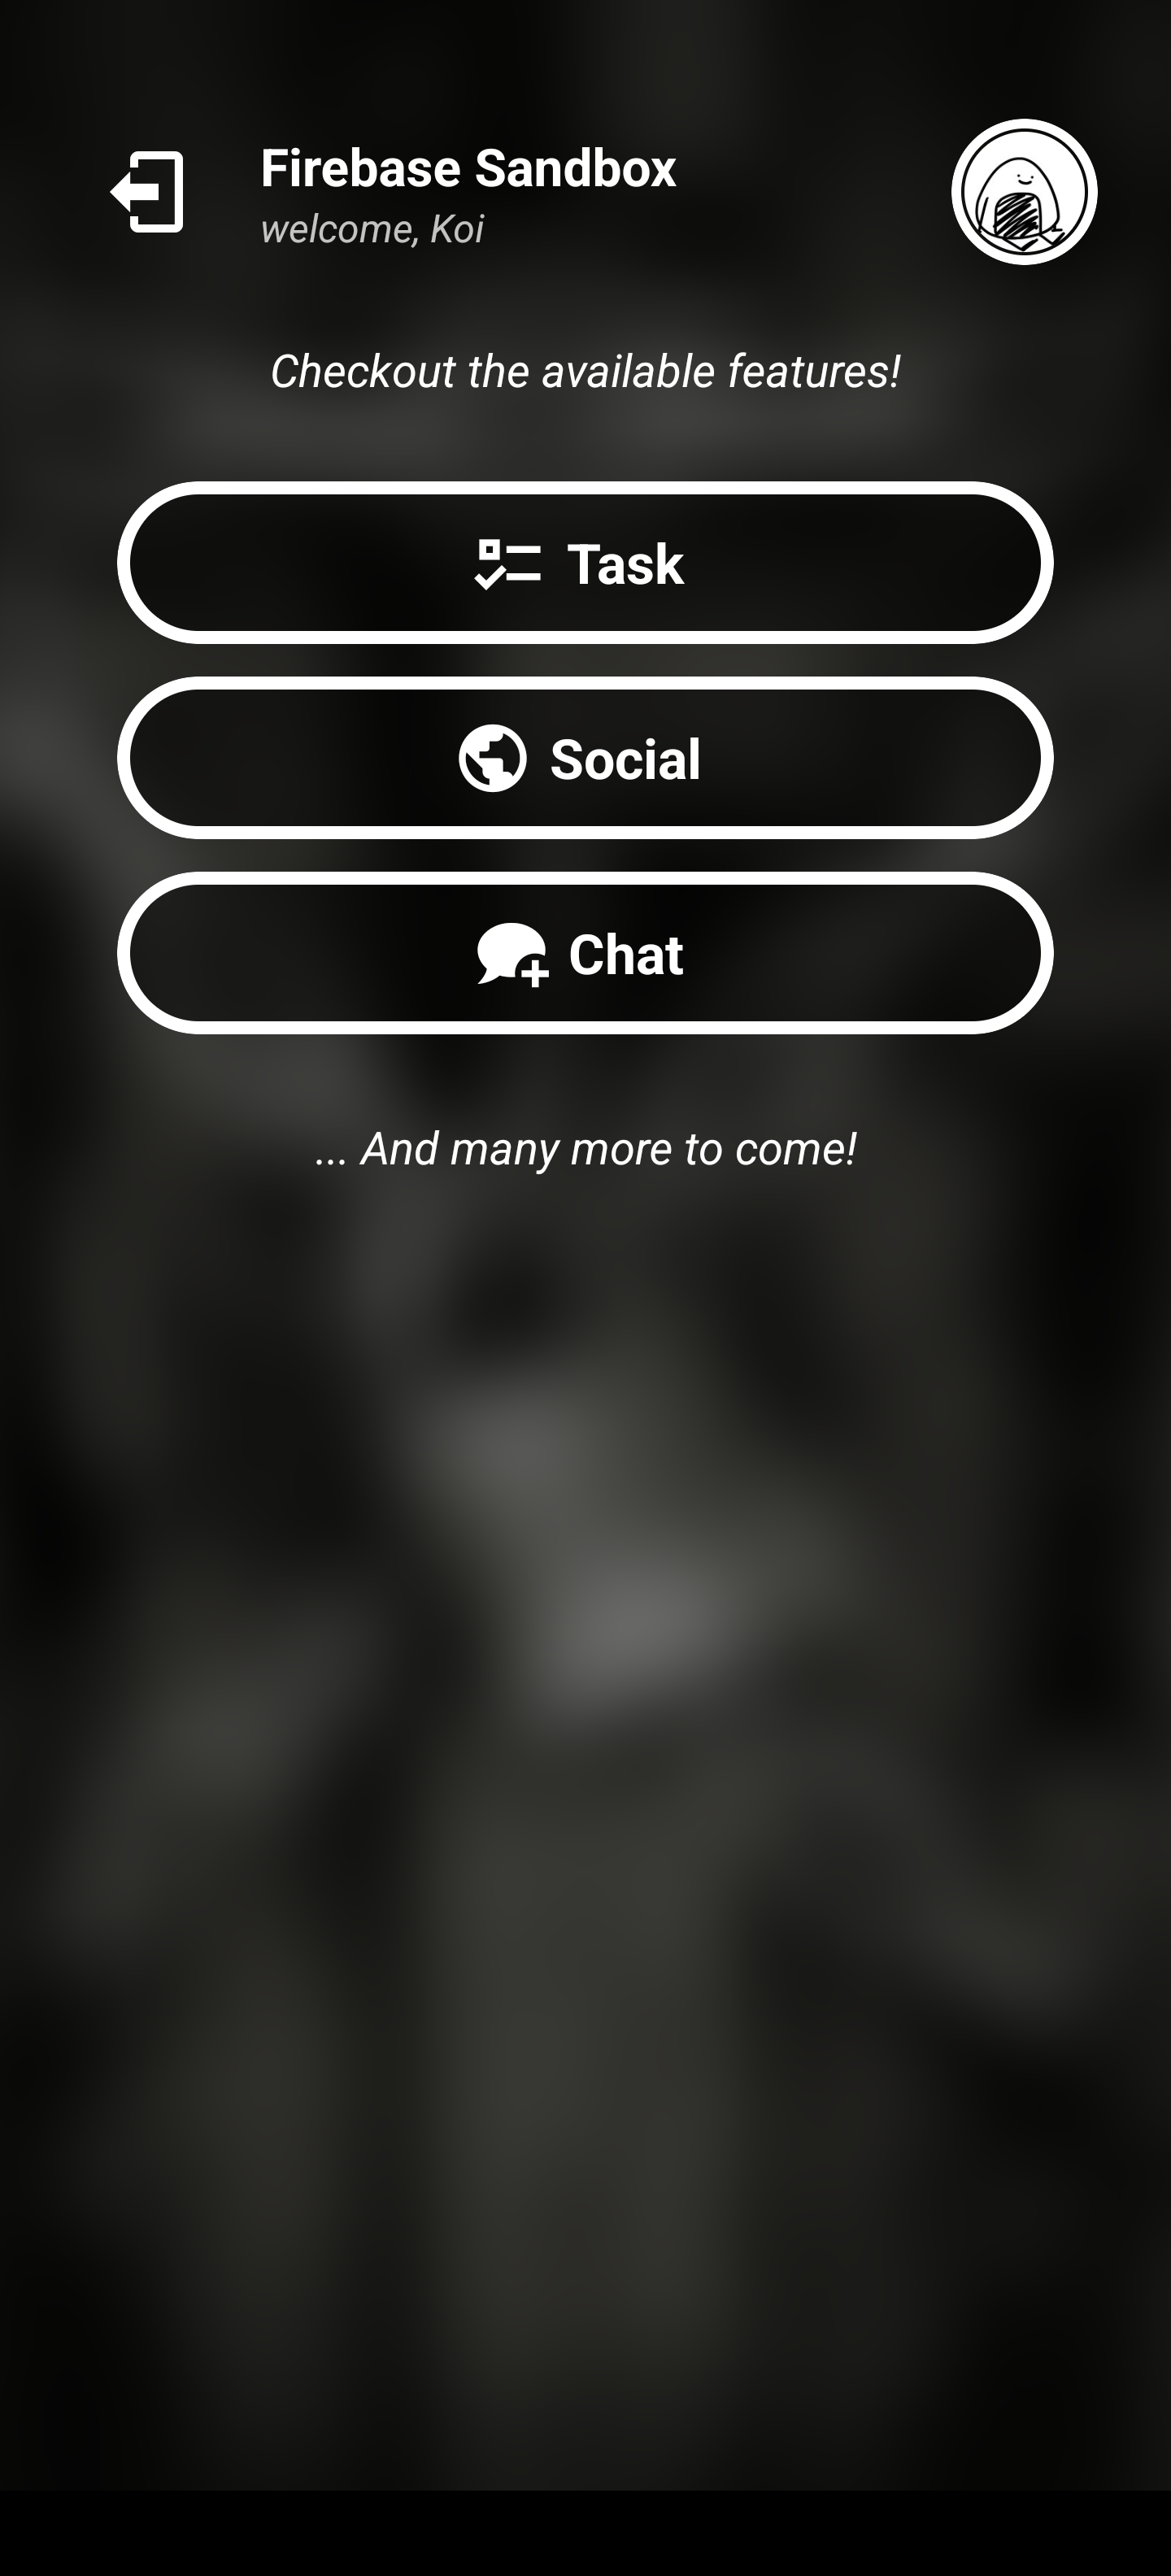 Firebase Sandbox
welcome, Koi
Checkout the available features!
Task
Social
Chat
... And many more to come!